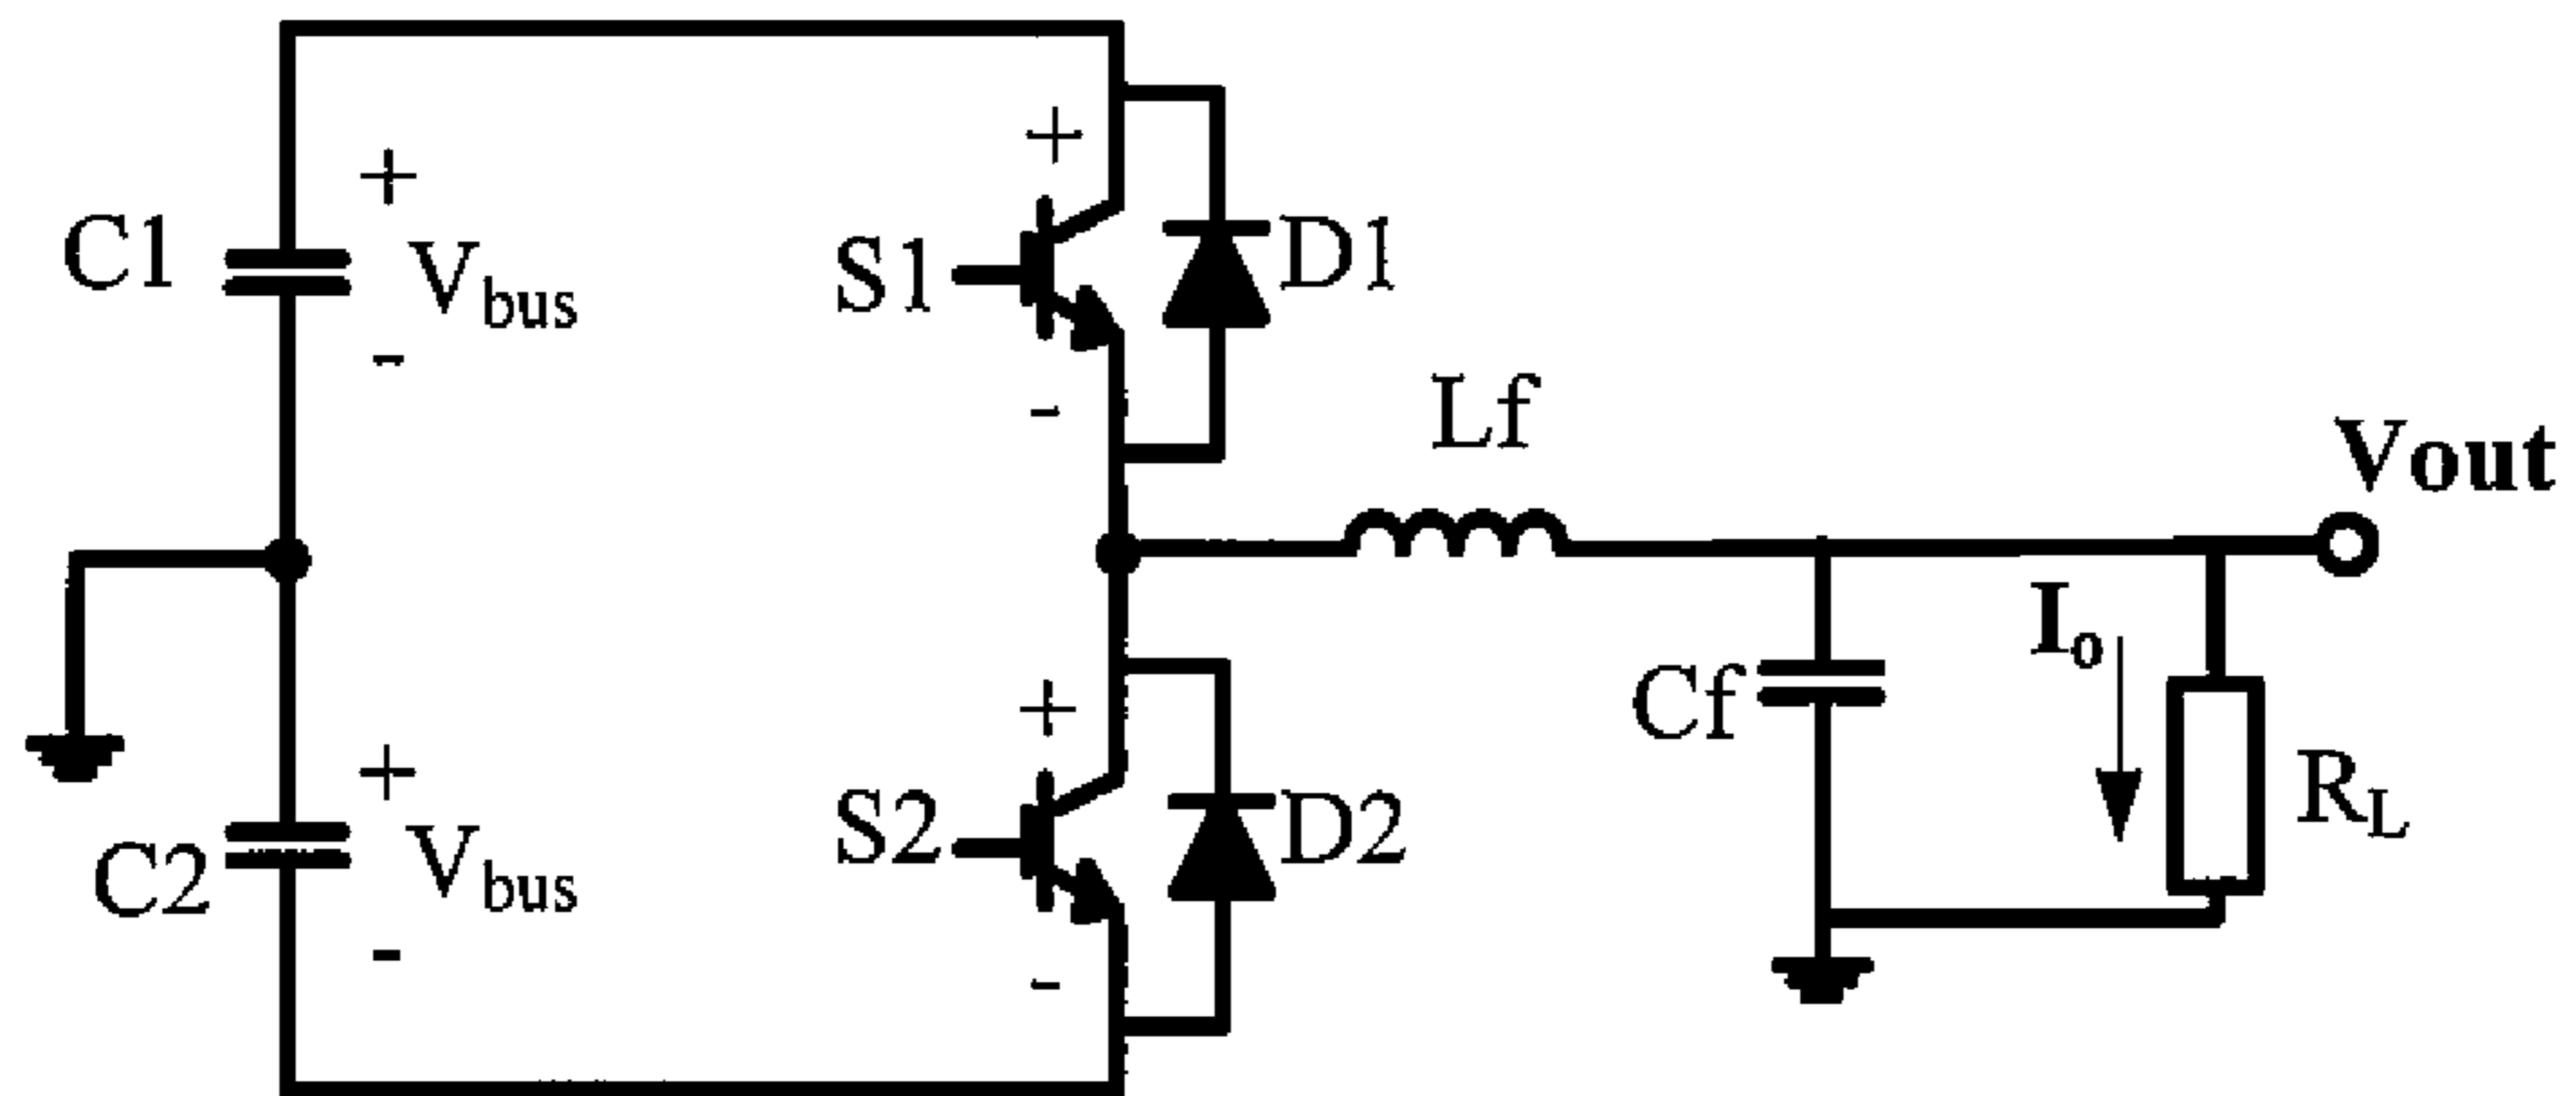 +
C1
Vbus
-
+
S1
D1
-
Lf
Vout
+
C2
Vbus
-
+
S2
D2
-
Cf
Io
RL